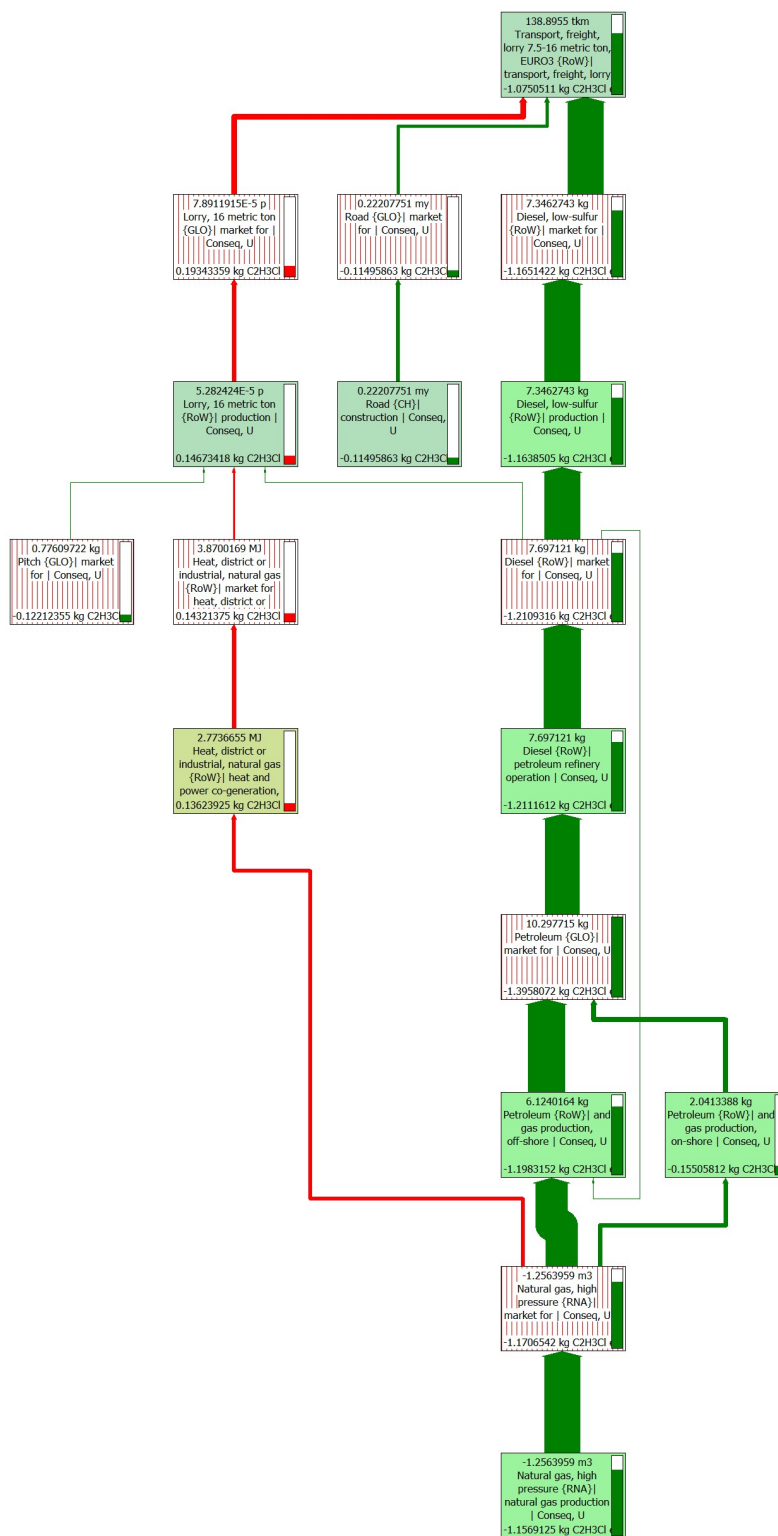 138.8955 tkm
Transport, freight,
lorry 7.5-16 metric ton,
EURO3 {RoW}|
transport, freight, lorry
-1.0750511 kg C2H3Cl
7.8911915E-5 p
Lorry, 16 metric ton
{GLO}| market for |
Conseq, U
0.19343359 kg C2H3Cl
0.22207751 my
Road {GLO}| market
for | Conseq, U
-0.11495863 kg C2H3Cl
7.3462743 kg
Diesel, low-sulfur
{RoW}| market for |
Conseq, U
-1.1651422 kg C2H3Cl
5.282424E-5 p
Lorry, 16 metric ton
{RoW}| production |
Conseq, U
0.14673418 kg C2H3Cl
0.22207751 my
Road {CH}|
construction | Conseq,
U
-0.11495863 kg C2H3Cl
7.3462743 kg
Diesel, low-sulfur
{RoW}| production |
Conseq, U
-1.1638505 kg C2H3Cl
0.77609722 kg
Pitch {GLO}| market
for | Conseq, U
-0.12212355 kg C2H3Cl
3.8700169 MJ
Heat, district or
industrial, natural gas
{RoW}| market for
heat, district or
0.14321375 kg C2H3Cl
7.697121 kg
Diesel {RoW}| market
for | Conseq, U
-1.2109316 kg C2H3Cl
2.7736655 MJ
Heat, district or
industrial, natural gas
{RoW}| heat and
power co-generation,
0.13623925 kg C2H3Cl
7.697121 kg
Diesel {RoW}|
petroleum refinery
operation | Conseq, U
-1.2111612 kg C2H3Cl
10.297715 kg
Petroleum {GLO}|
market for | Conseq, U
-1.3958072 kg C2H3Cl
6.1240164 kg
Petroleum {RoW}| and
gas production,
off-shore | Conseq, U
-1.1983152 kg C2H3Cl
2.0413388 kg
Petroleum {RoW}| and
gas production,
on-shore | Conseq, U
-0.15505812 kg C2H3Cl
-1.2563959 m3
Natural gas, high
pressure {RNA}|
market for | Conseq, U
-1.1706542 kg C2H3Cl
-1.2563959 m3
Natural gas, high
pressure {RNA}|
natural gas production
| Conseq, U
-1.1569125 kg C2H3Cl